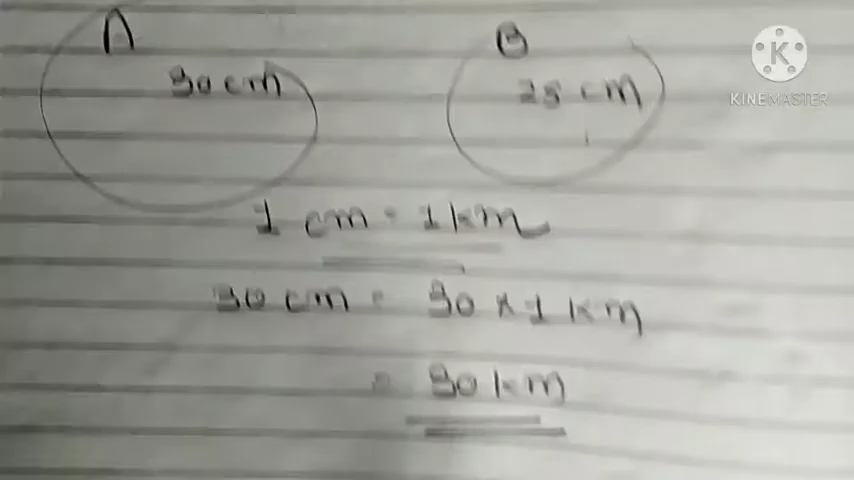 A
B
30 cm
25 cm
1 cm = 1 km
30 cm = 30 x 1 km
= 30 km
KINEMASTER